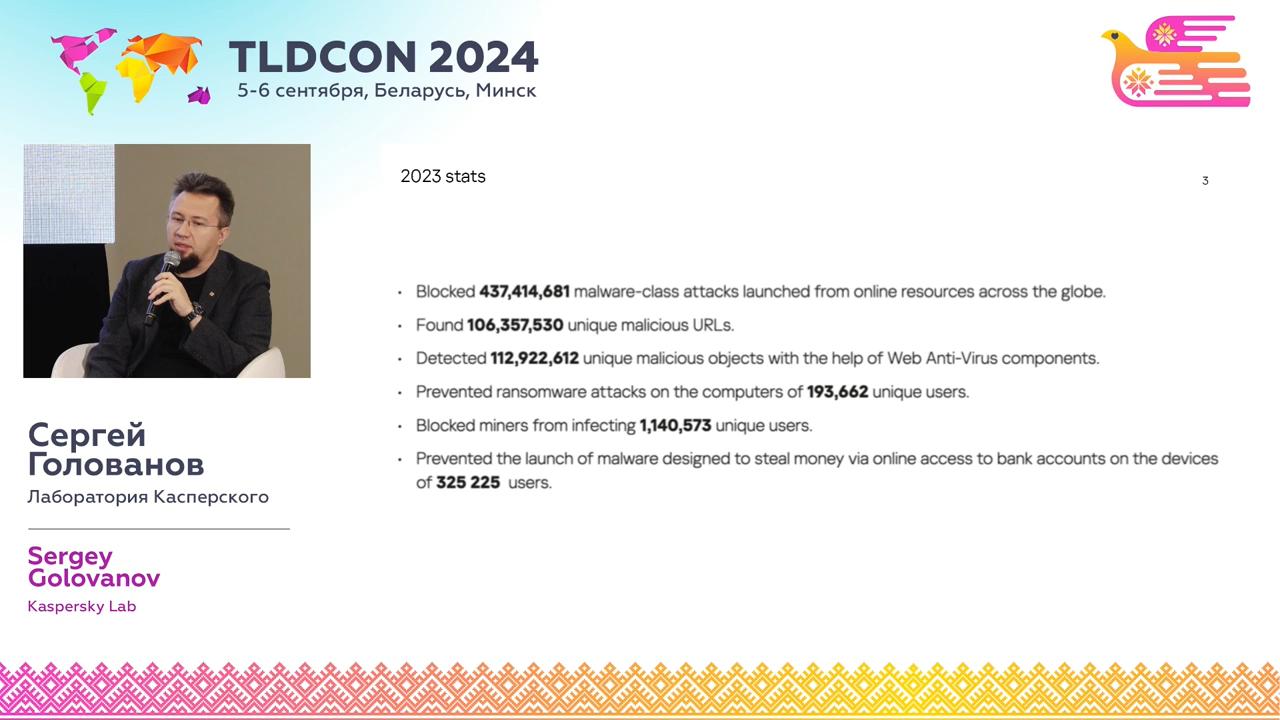 TLDCON 2024
5-6 сентября, Беларусь, Минск
2023 stats
3
• Blocked 437,414,681 malware-class attacks launched from online resources across the globe.
• Found 106,357,530 unique malicious URLs.
• Detected 112,922,612 unique malicious objects with the help of Web Anti-Virus components.
• Prevented ransomware attacks on the computers of 193,662 unique users.
• Blocked miners from infecting 1,140,573 unique users.
• Prevented the launch of malware designed to steal money via online access to bank accounts on the devices
of 325 225 users.
Сергей
Голованов
Лаборатория Касперского
Sergey
Golovanov
Kaspersky Lab